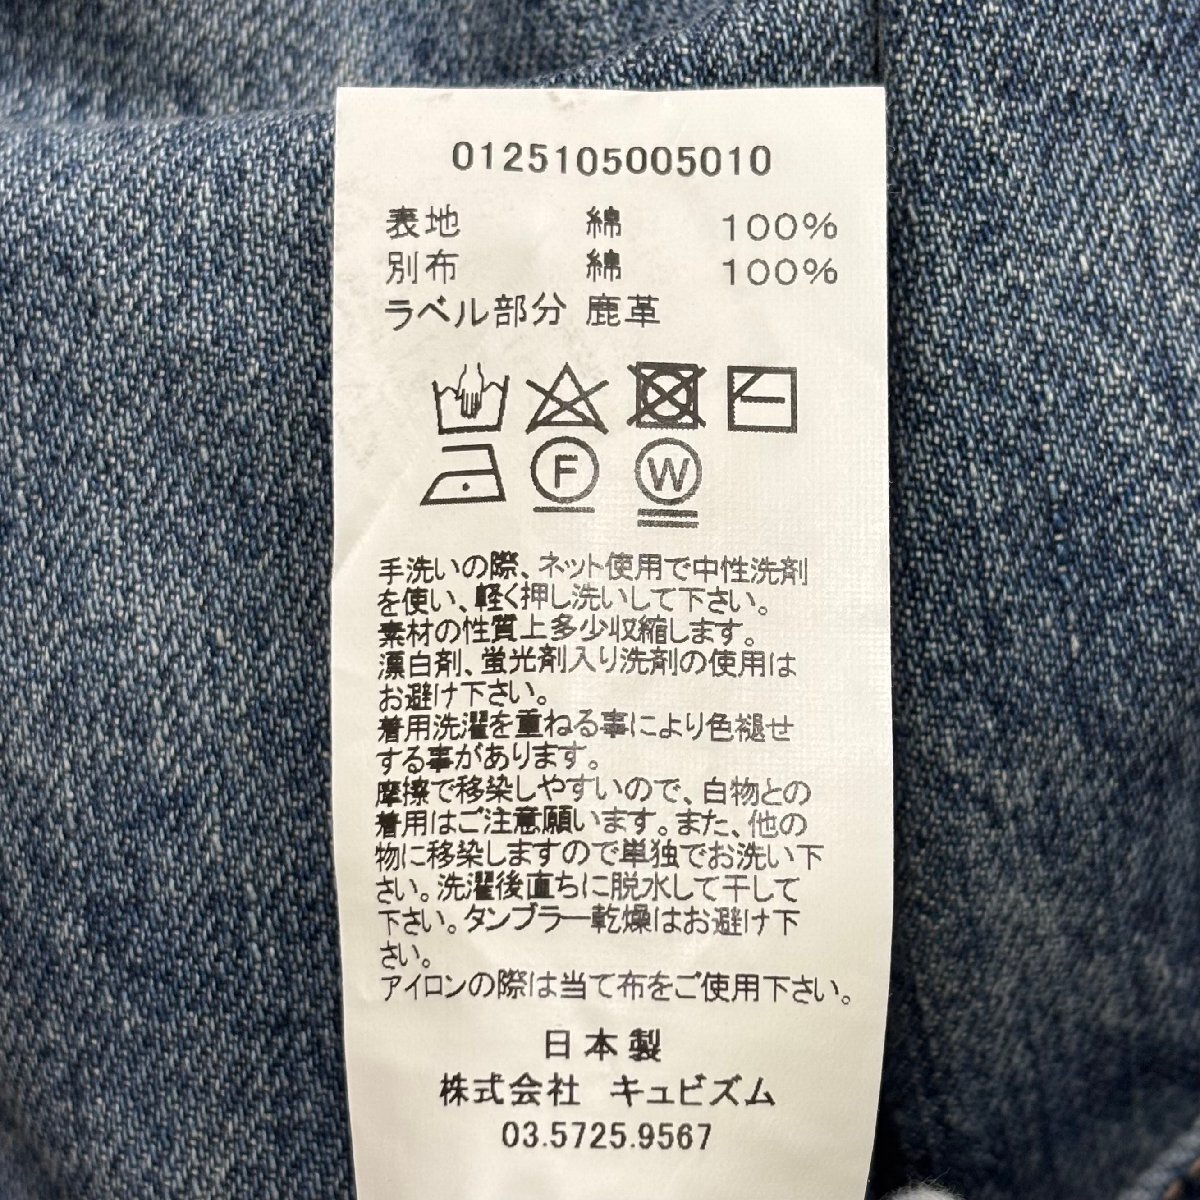 0125105005010
表地 綿 100%
別布 綿 100%
ラベル部分 鹿革
F W
手洗いの際、ネット使用で中性洗剤
を使い、軽く押し洗いして下さい。
素材の性質上多少収縮します。
漂白剤、蛍光剤入り洗剤の使用は
お避け下さい。
着用洗濯を重ねる事により色褪せ
する事があります。
摩擦で移染しやすいので、白物との
着用はご注意願います。また、他の
物に移染しますので単独でお洗い下
さい。洗濯後直ちに脱水して干して
下さい。タンブラー乾燥はお避け下
さい。
アイロンの際は当て布をご使用下さい。
日本製
株式会社 キュビズム
03.5725.9567